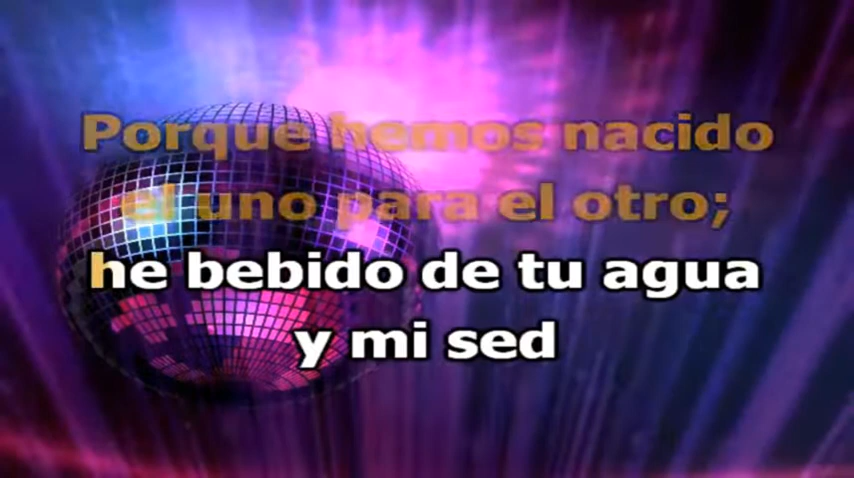 Porque hemos nacido
el uno para el otro;
he bebido de tu agua
y mi sed